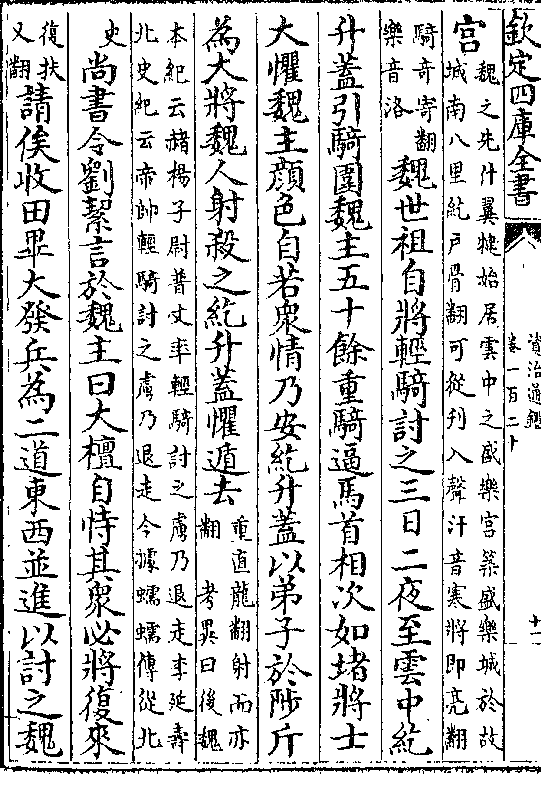 欽定四庫全書
資治通鑑
卷一百二十
十一
宮
魏之先什翼犍始居雲中之盛樂宮築盛樂城於故
城南八里紇戸骨翻可從刋入聲汗音寒將即亮翻
騎奇寄翻
樂音洛
魏世祖自將輕騎討之三日二夜至雲中紇
升蓋引騎圍魏主五十餘重騎逼馬首相次如堵將士
大懼魏主顔色自若衆情乃安紇升蓋以弟子於陟斤
為大將魏人射殺之紇升蓋懼遁去
重直龍翻射而亦
翻 考異曰後魏
本紀云赭楊子尉普文率輕騎討之虜乃退走李延壽
北史紀云帝帥輕騎討之虜乃退走今據蠕蠕傳從北
史
尚書令劉絜言於魏主曰大檀自恃其衆必將復來
復扶
又翻
請俟收田畢大發兵為二道東西並進以討之魏